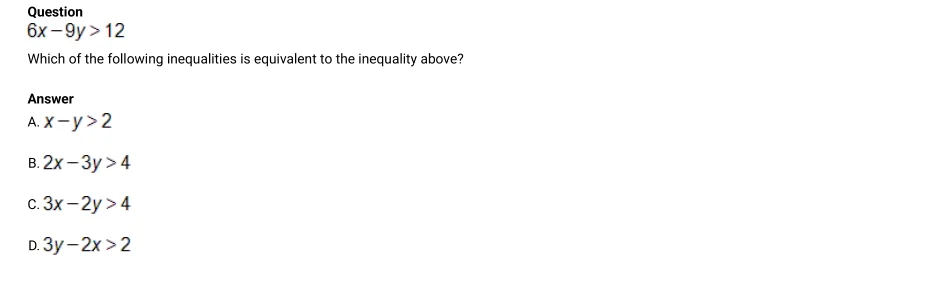 Question
6x − 9y > 12
Which of the following inequalities is equivalent to the inequality above?
Answer
A. x − y > 2
B. 2x − 3y > 4
C. 3x − 2y > 4
D. 3y − 2x > 2